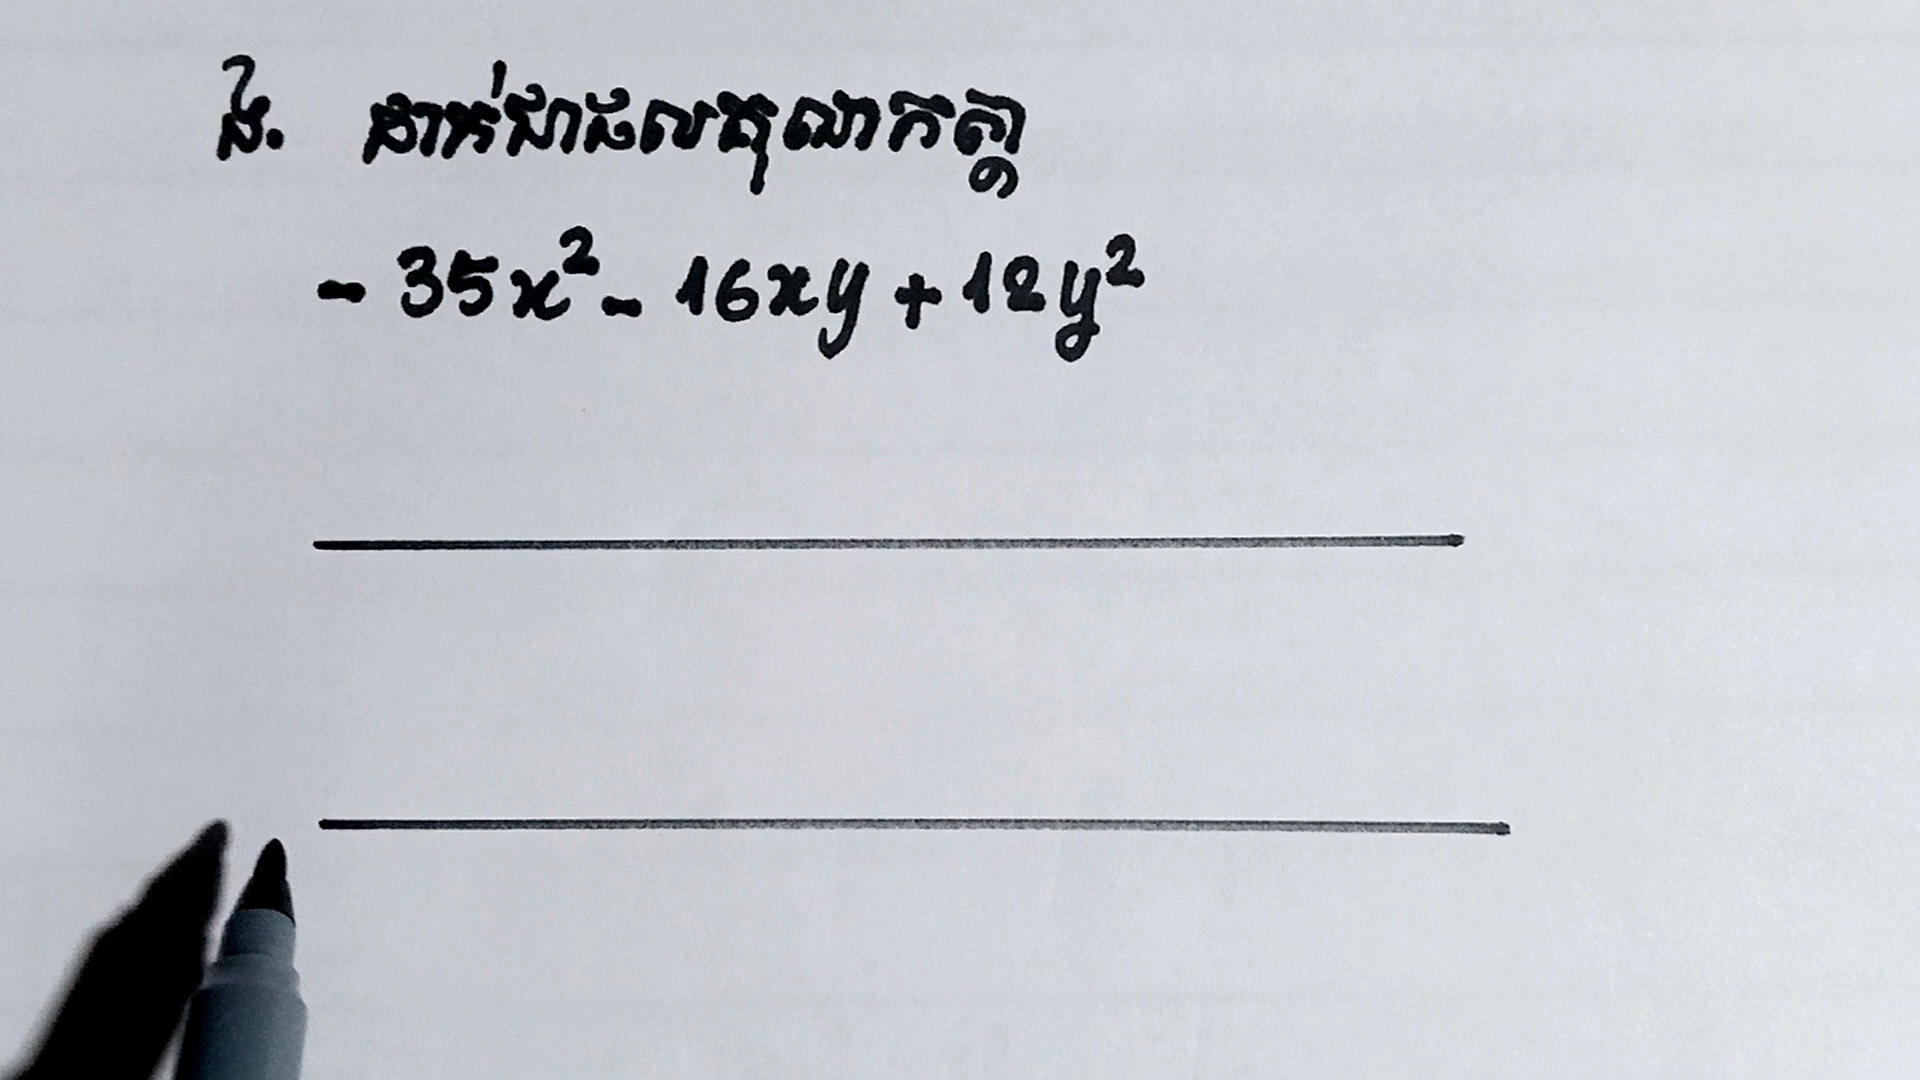 ង. ដាក់ជាផលគុណកត្តា
- 35x² - 16xy + 12y²